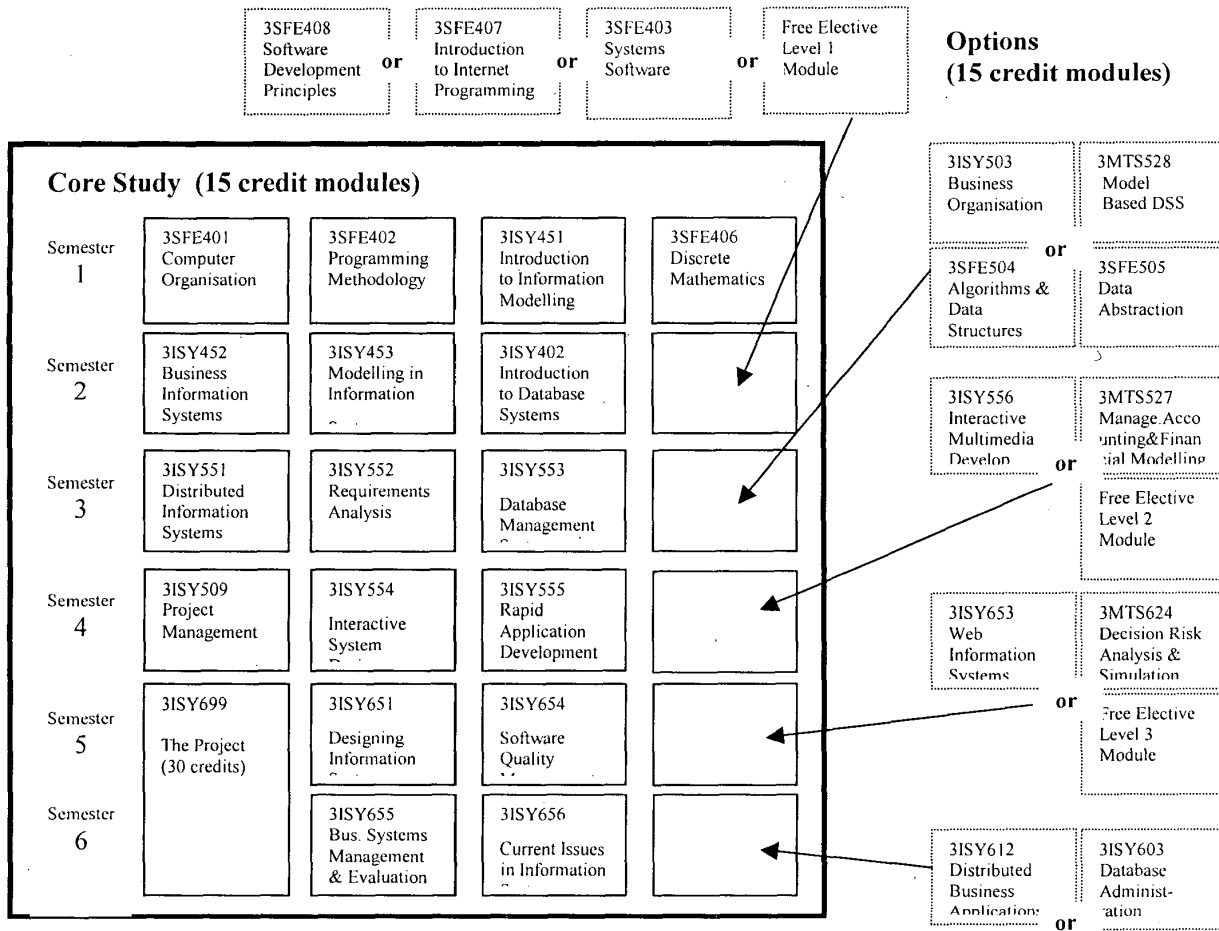 3SFE408
Software
Development
Principles
or
3SFE407
Introduction
to Internet
Programming
or
3SFE403
Systems
Software
or
Free Elective
Level 1
Module
Options
(15 credit modules)
Core Study (15 credit modules)
Semester
1
3SFE401
Computer
Organisation
3SFE402
Programming
Methodology
3ISY451
Introduction
to Information
Modelling
3SFE406
Discrete
Mathematics
Semester
2
3ISY452
Business
Information
Systems
3ISY453
Modelling in
Information
3ISY402
Introduction
to Database
Systems
Semester
3
3ISY551
Distributed
Information
Systems
3ISY552
Requirements
Analysis
3ISY553
Database
Management
Semester
4
3ISY509
Project
Management
3ISY554
Interactive
System
3ISY555
Rapid
Application
Development
Semester
5
3ISY699
The Project
(30 credits)
3ISY651
Designing
Information
3ISY654
Software
Quality
Semester
6
3ISY655
Bus. Systems
Management
& Evaluation
3ISY656
Current Issues
in Information
3ISY503
Business
Organisation
3MTS528
Model
Based DSS
or
3SFE504
Algorithms &
Data
Structures
3SFE505
Data
Abstraction
3ISY556
Interactive
Multimedia
Develop
3MTS527
Manage.Acco
unting&Finan
cial Modelling
or
Free Elective
Level 2
Module
3ISY653
Web
Information
Systems
3MTS624
Decision Risk
Analysis &
Simulation
or
Free Elective
Level 3
Module
3ISY612
Distributed
Business
Applications
3ISY603
Database
Administ-
ration
or